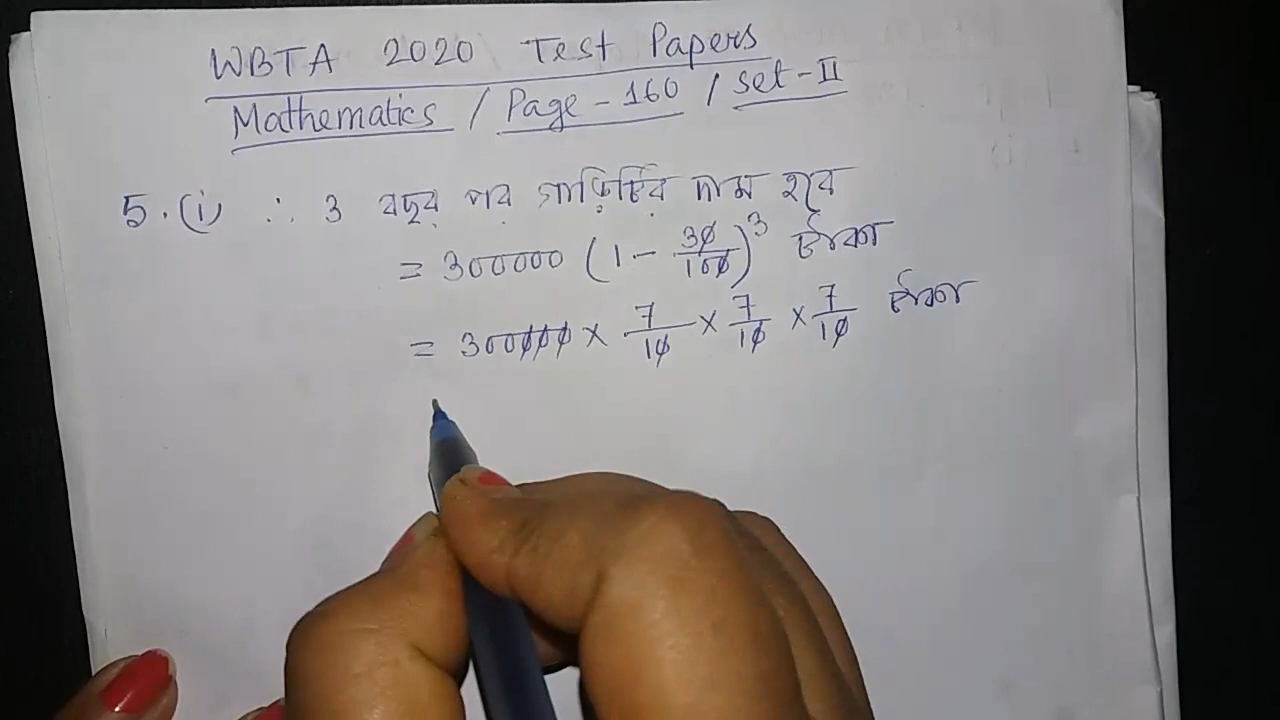 WBTA 2020 Test Papers
Mathematics / Page - 160 / Set - II
5. (i) ∴ 3 বছর পর গাড়িটির দাম হবে
= 300000 (1 - 30/100)^3 টাকা
= 300000 × 7/10 × 7/10 × 7/10 টাকা